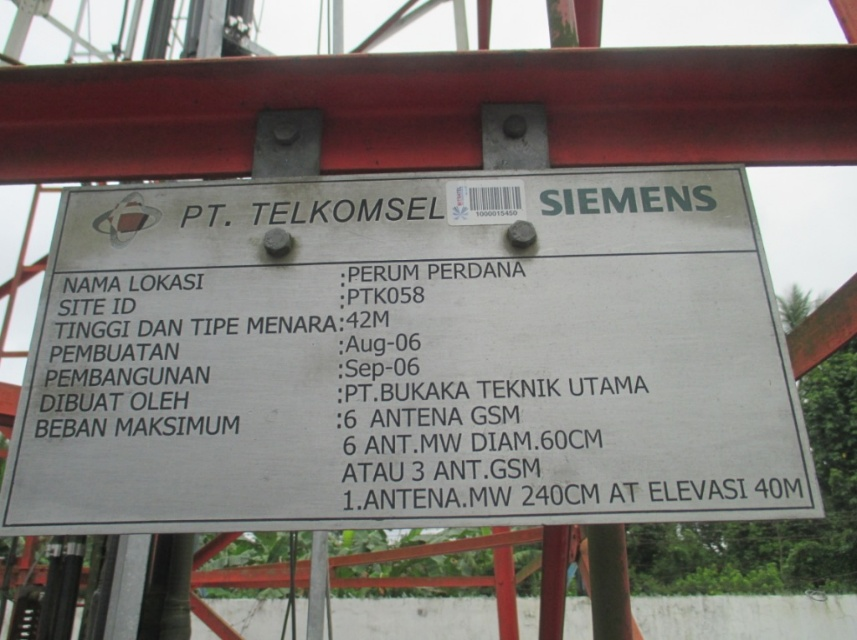 PT. TELKOMSEL
1000015450
SIEMENS
NAMA LOKASI :PERUM PERDANA
SITE ID :PTK058
TINGGI DAN TIPE MENARA:42M
PEMBUATAN :Aug-06
PEMBANGUNAN :Sep-06
DIBUAT OLEH :PT.BUKAKA TEKNIK UTAMA
BEBAN MAKSIMUM :6 ANTENA GSM
6 ANT.MW DIAM.60CM
ATAU 3 ANT.GSM
1.ANTENA.MW 240CM AT ELEVASI 40M